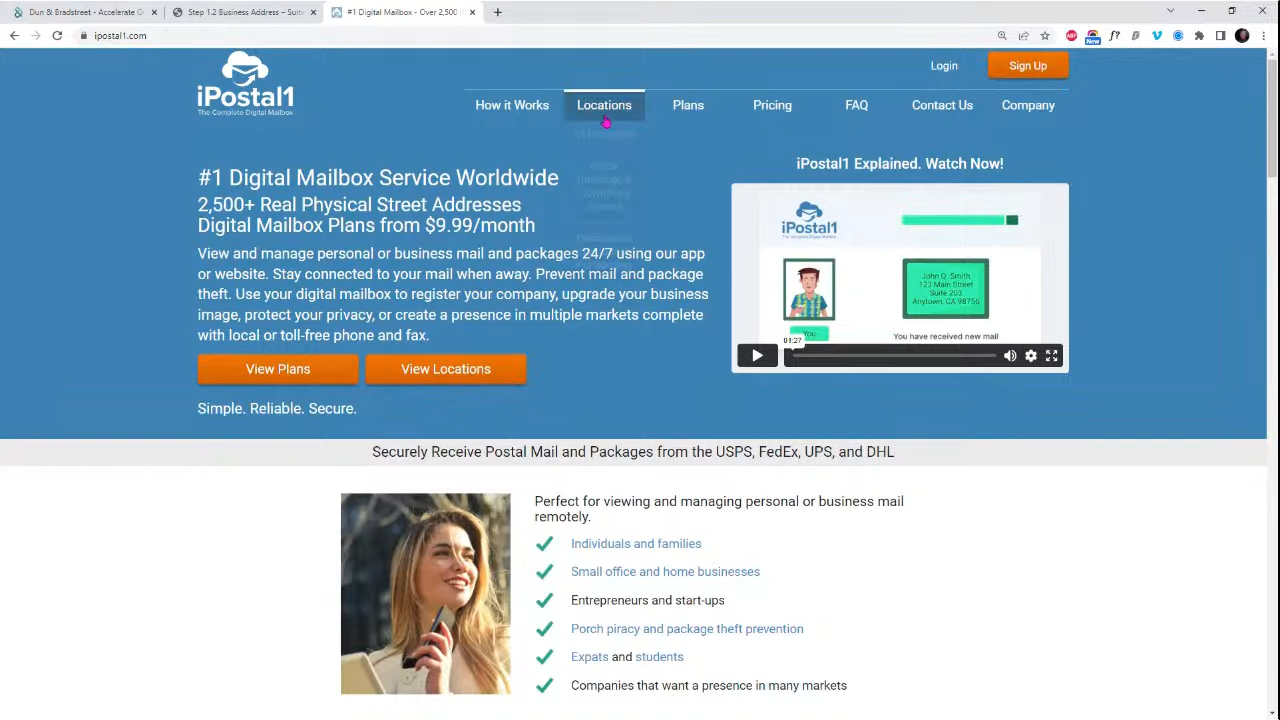 Dun & Bradstreet – Accelerate G
Step 1.2 Business Address – Suite
#1 Digital Mailbox - Over 2,500
ipostal1.com
ABP
New
f?
iPostal1
The Complete Digital Mailbox
Login
Sign Up
How it Works
Locations
Plans
Pricing
FAQ
Contact Us
Company
#1 Digital Mailbox Service Worldwide
2,500+ Real Physical Street Addresses
Digital Mailbox Plans from $9.99/month
View and manage personal or business mail and packages 24/7 using our app
or website. Stay connected to your mail when away. Prevent mail and package
theft. Use your digital mailbox to register your company, upgrade your business
image, protect your privacy, or create a presence in multiple markets complete
with local or toll-free phone and fax.
View Plans
View Locations
Simple. Reliable. Secure.
iPostal1 Explained. Watch Now!
iPostal1
John Q. Smith
123 Main Street
Suite 203
Anytown, CA 98756
You
You have received new mail
01:27
Securely Receive Postal Mail and Packages from the USPS, FedEx, UPS, and DHL
Perfect for viewing and managing personal or business mail
remotely.
Individuals and families
Small office and home businesses
Entrepreneurs and start-ups
Porch piracy and package theft prevention
Expats and students
Companies that want a presence in many markets